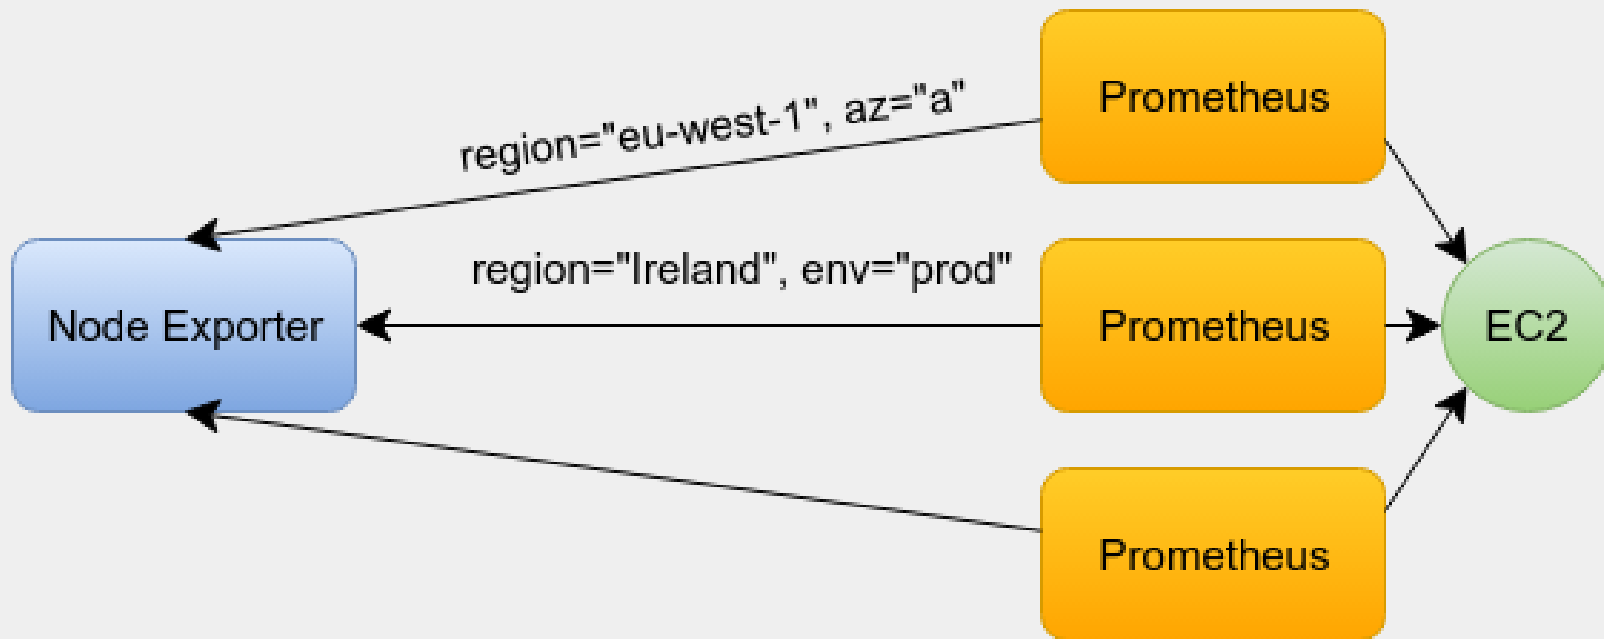 Prometheus
region="eu-west-1", az="a"
region="Ireland", env="prod"
Node Exporter
Prometheus
EC2
Prometheus